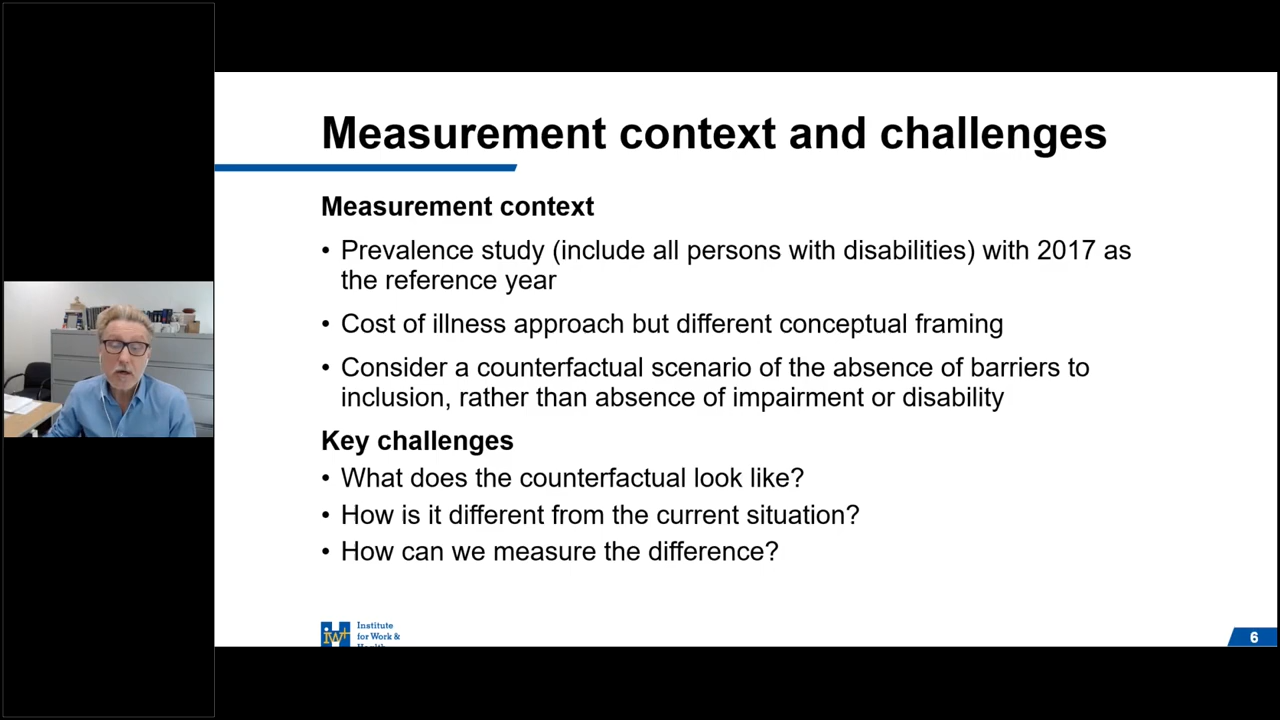 Measurement context and challenges
Measurement context
• Prevalence study (include all persons with disabilities) with 2017 as
the reference year
• Cost of illness approach but different conceptual framing
• Consider a counterfactual scenario of the absence of barriers to
inclusion, rather than absence of impairment or disability
Key challenges
• What does the counterfactual look like?
• How is it different from the current situation?
• How can we measure the difference?
Institute
for Work &
Health
6